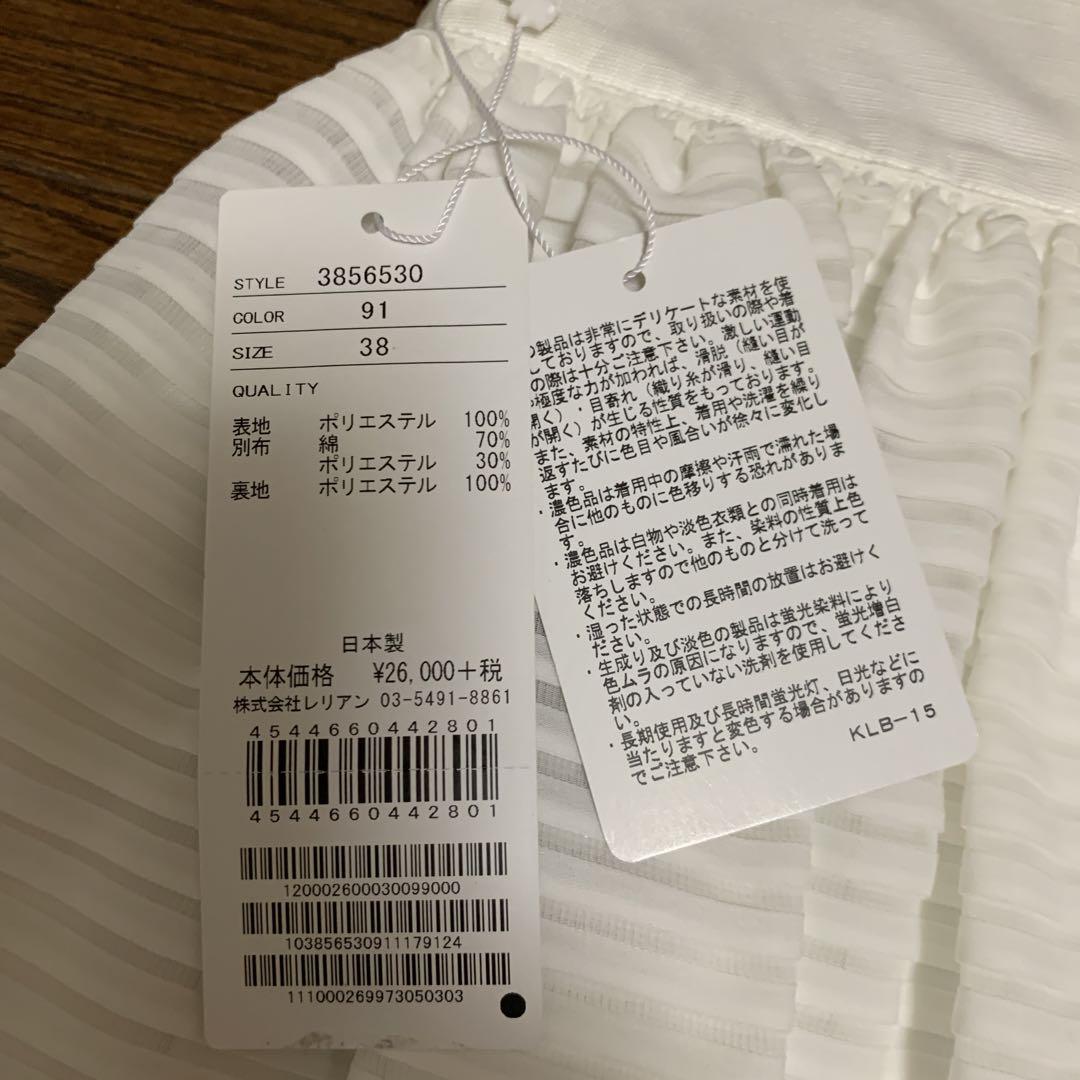 STYLE 3856530
COLOR 91
SIZE 38
QUALITY
表地 ポリエステル 100%
別布 綿 70%
ポリエステル 30%
裏地 ポリエステル 100%
日本製
本体価格 ¥26,000+税
株式会社レリアン 03-5491-8861
4544660442801
4544660442801
120002600030099000
103856530911179124
111000269973050303
の製品は非常にデリケートな素材を使
しておりますので、取り扱いの際や着
の際は十分ご注意下さい。激しい運動
極度な力が加われば、滑脱（縫い目が
開く）・目寄れ（織り糸が滑り、縫い目
が開く）が生じる性質をもっております。
また、素材の特性上、着用や洗濯を繰り
返すたびに色目や風合いが徐々に変化し
ます。
・濃色品は着用中の摩擦や汗雨で濡れた場
合に他のものに色移りする恐れがありま
す。
・濃色品は白物や淡色衣類との同時着用は
お避けください。また、染料の性質上色
落ちしますので他のものと分けて洗って
ください。
・湿った状態での長時間の放置はお避けく
ださい。
・生成り及び淡色の製品は蛍光染料により
色ムラの原因になりますので、蛍光増白
剤の入っていない洗剤を使用してくださ
い。
・長期使用及び長時間蛍光灯、日光などに
当たりますと変色する場合がありますの
でご注意下さい。
KLB-15